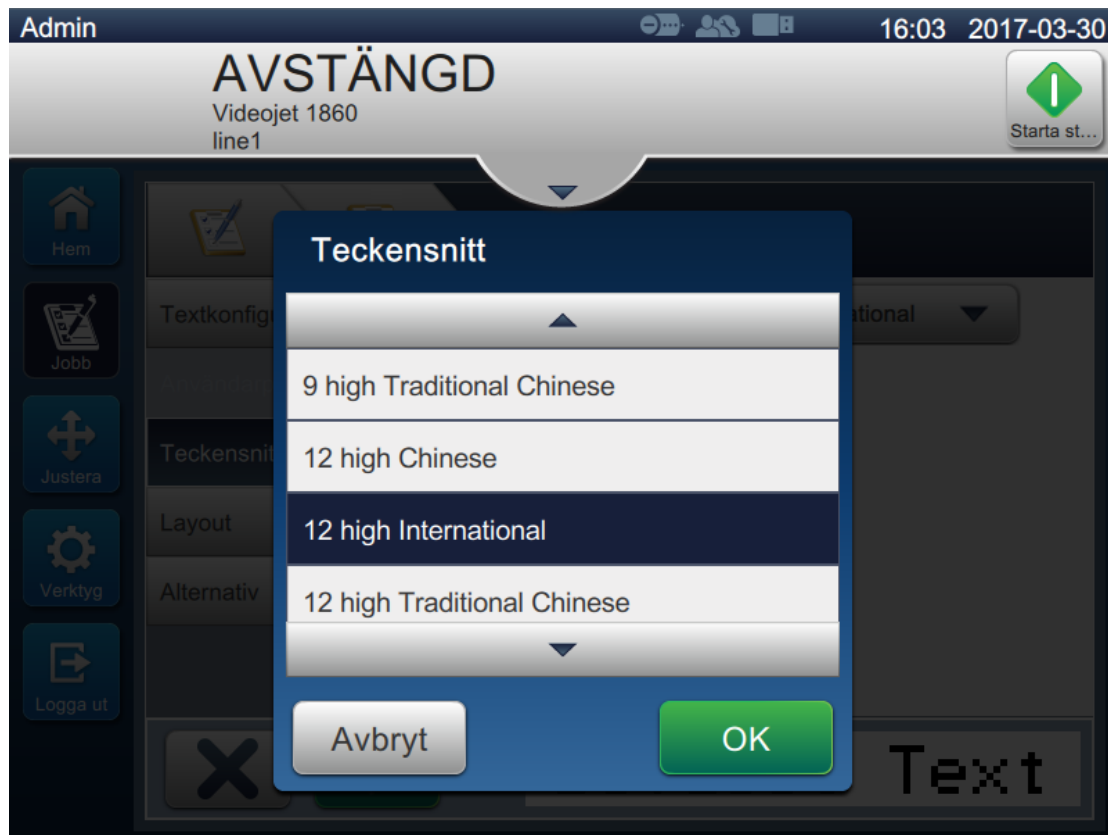 Admin 16:03 2017-03-30
AVSTÄNGD
Videojet 1860
line1
Starta st...
Hem
Teckensnitt
Textkonfigu
ational
Jobb
9 high Traditional Chinese
12 high Chinese
Teckensnit
Justera
Layout
12 high International
Verktyg
Alternativ
12 high Traditional Chinese
Logga ut
Avbryt
OK
Text